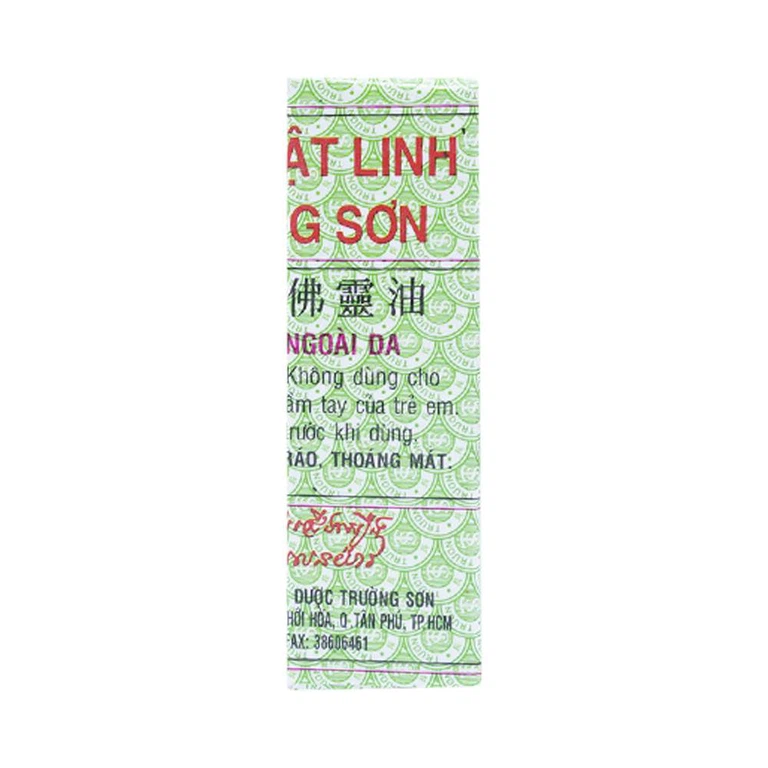 ẬT LINH
G SƠN
佛靈油
NGOÀI DA
Không dùng cho
ầm tay của trẻ em.
rước khi dùng,
RÁO, THOÁNG MÁT.
DƯỢC TRƯỜNG SƠN
HỚI HÒA, Q.TÂN PHÚ, TP.HCM
FAX: 38606461